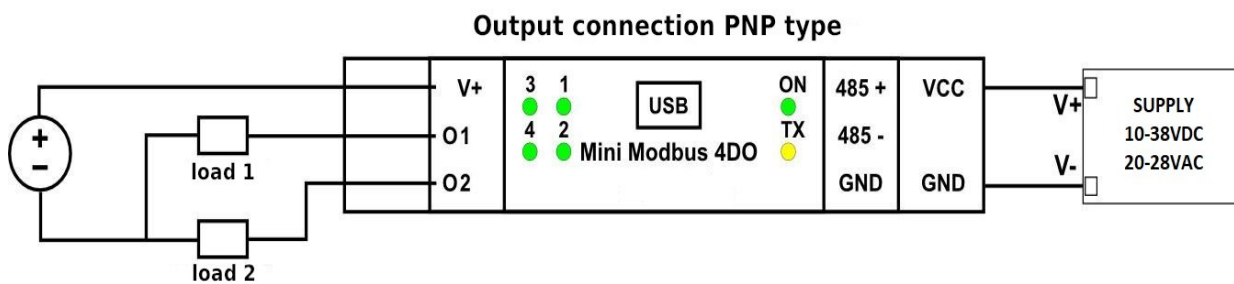 Output connection PNP type
V+
O1
O2
3 1
4 2
USB
ON
TX
Mini Modbus 4DO
485 +
485 -
GND
VCC
GND
V+
V-
SUPPLY
10-38VDC
20-28VAC
+
-
load 1
load 2